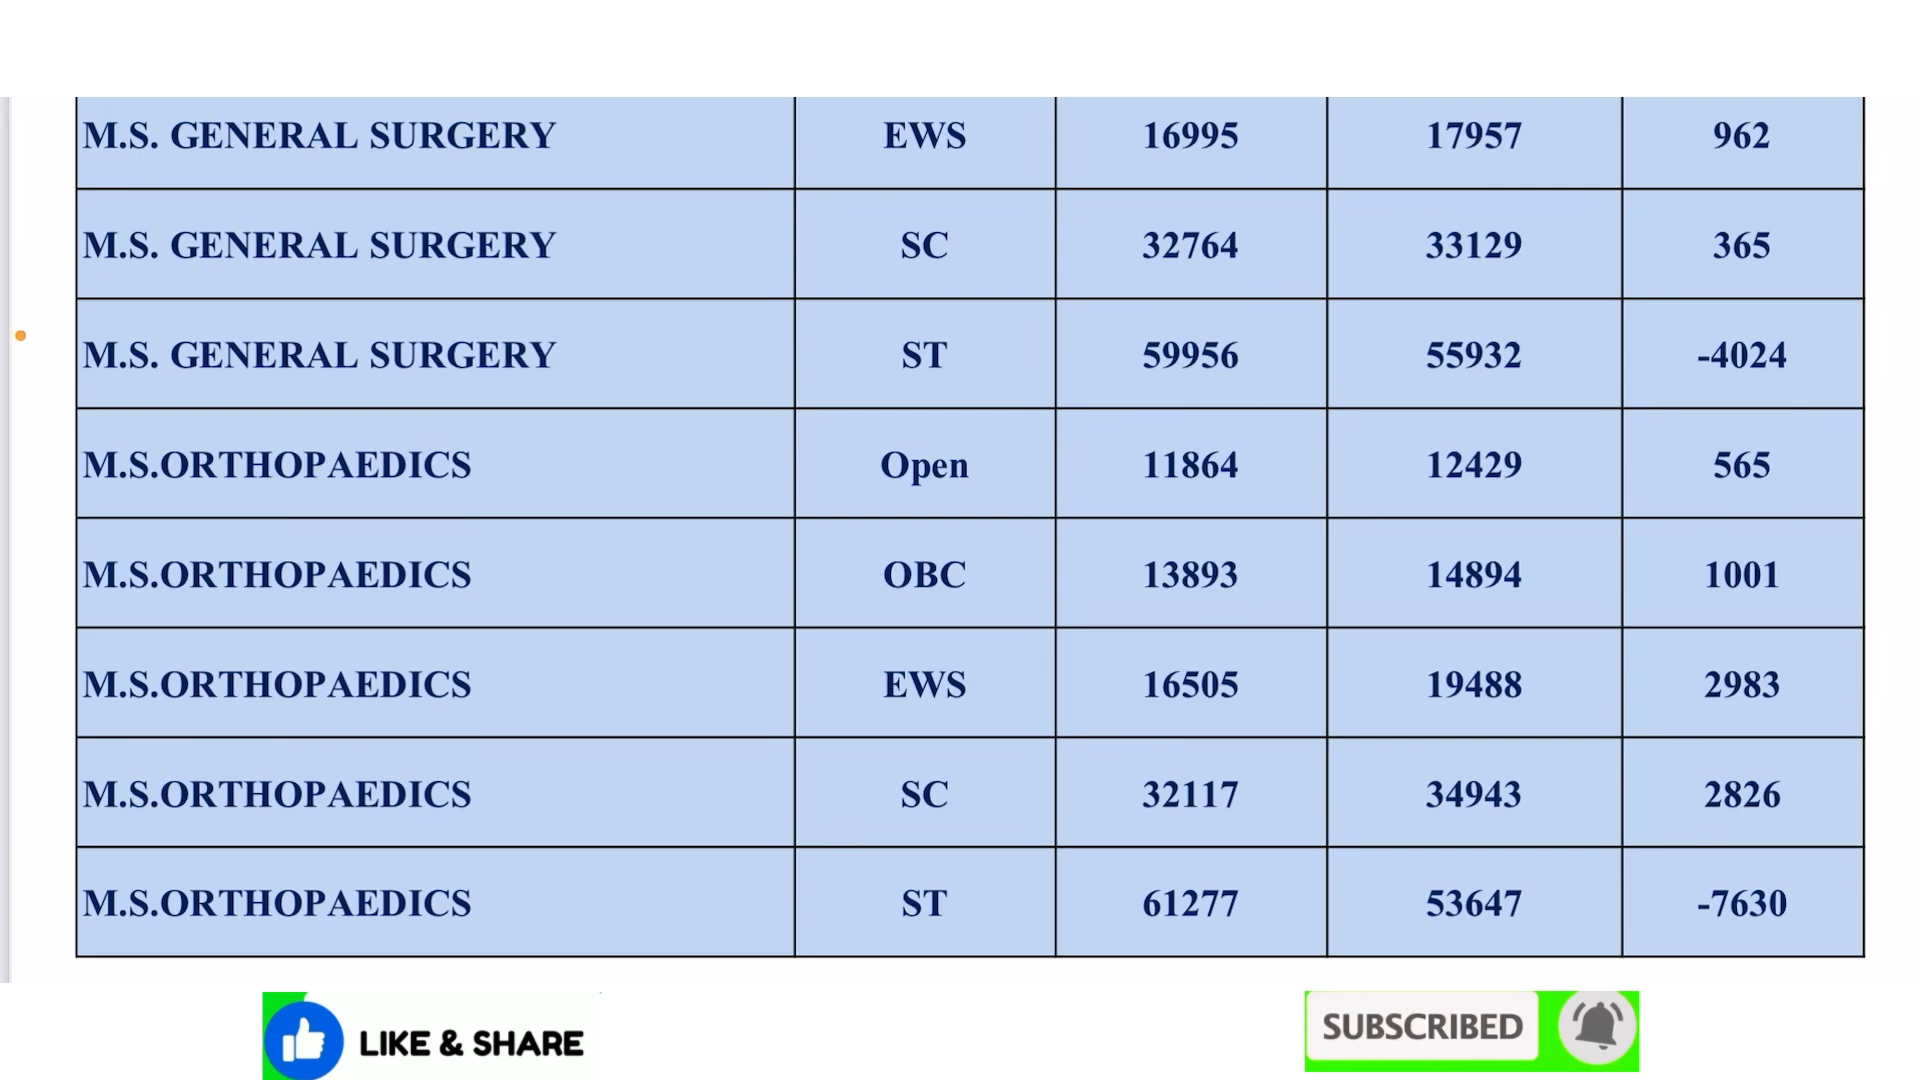 M.S. GENERAL SURGERY EWS 16995 17957 962
M.S. GENERAL SURGERY SC 32764 33129 365
M.S. GENERAL SURGERY ST 59956 55932 -4024
M.S.ORTHOPAEDICS Open 11864 12429 565
M.S.ORTHOPAEDICS OBC 13893 14894 1001
M.S.ORTHOPAEDICS EWS 16505 19488 2983
M.S.ORTHOPAEDICS SC 32117 34943 2826
M.S.ORTHOPAEDICS ST 61277 53647 -7630
LIKE & SHARE
SUBSCRIBED